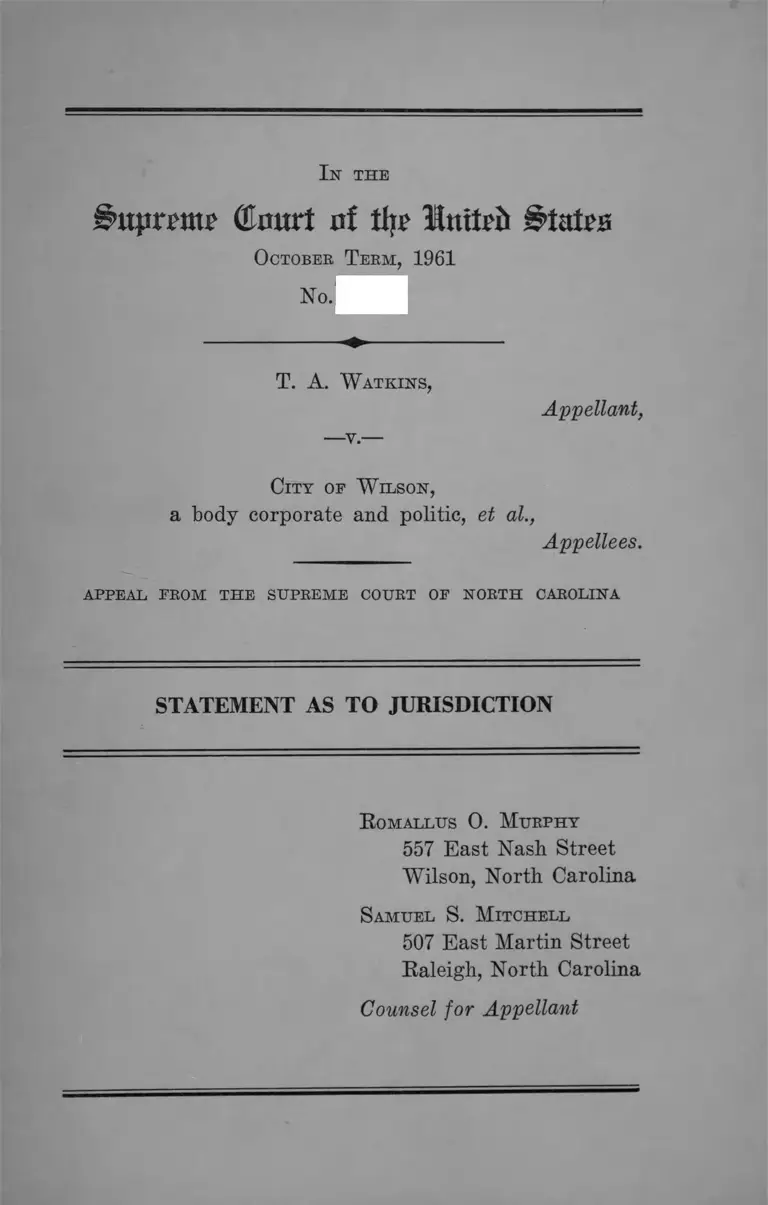 IN THE
Supreme Court of the United States
OCTOBER TERM, 1961
No.
T. A. WATKINS,
Appellant,
—v.—
CITY OF WILSON,
a body corporate and politic, et al.,
Appellees.
APPEAL FROM THE SUPREME COURT OF NORTH CAROLINA
STATEMENT AS TO JURISDICTION
ROMALLUS O. MURPHY
557 East Nash Street
Wilson, North Carolina
SAMUEL S. MITCHELL
507 East Martin Street
Raleigh, North Carolina
Counsel for Appellant